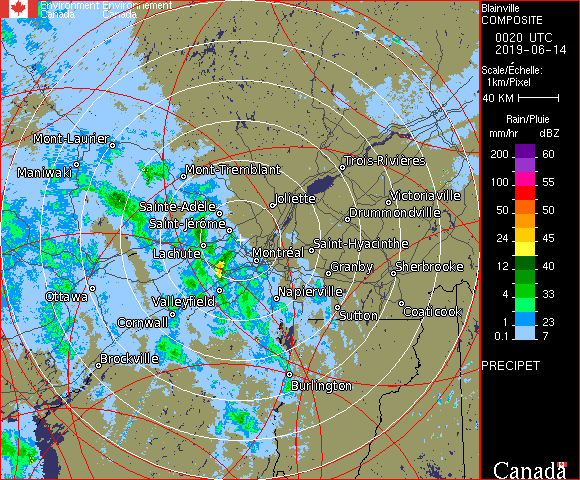 Environment Environnement
Canada Canada
Blainville
COMPOSITE
0020 UTC
2019-06-14
Scale/Échelle:
1km/Pixel
40 KM
Rain/Pluie
mm/hr dBZ
200 60
100 55
50 50
24 45
12 40
4 33
1 23
0.1 7
PRECIPET
Canada
Mont-Laurier
Maniwaki
Mont-Tremblant
Trois-Rivières
Joliette
Victoriaville
Sainte-Adèle
Drummondville
Saint-Jérôme
Saint-Hyacinthe
Lachute
Montréal
Granby
Sherbrooke
Ottawa
Valleyfield
Napierville
Cornwall
Sutton
Coaticook
Brockville
Burlington